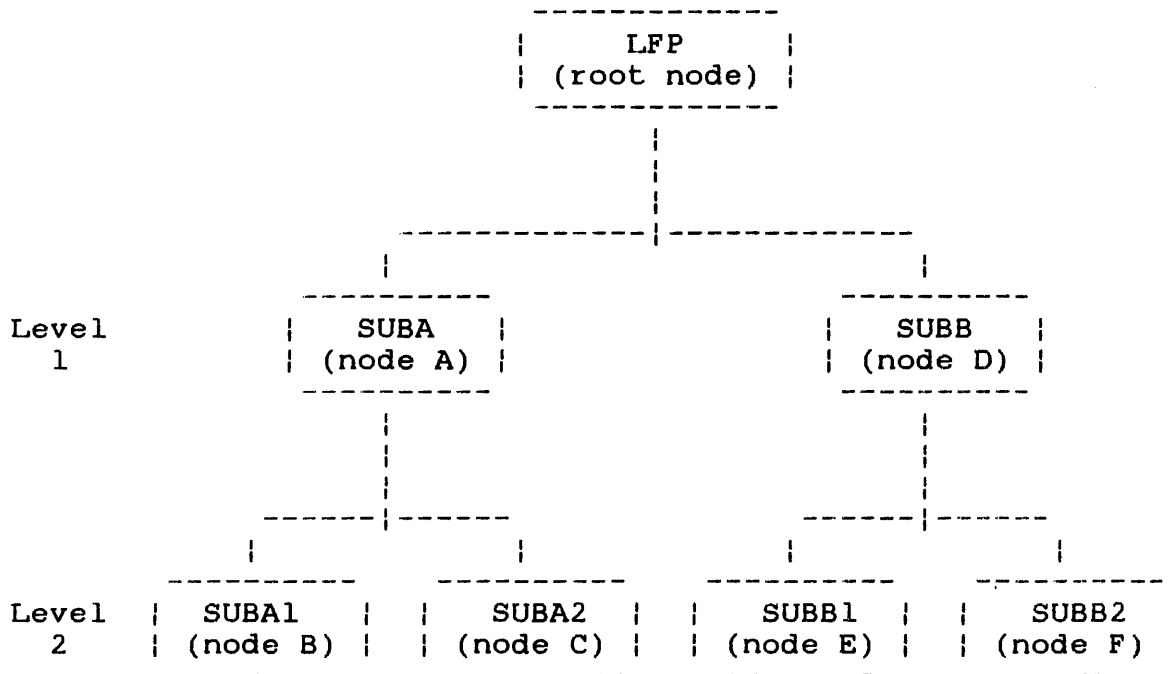 LFP
(root node)
Level SUBA SUBB
1 (node A) (node D)
Level SUBA1 SUBA2 SUBB1 SUBB2
2 (node B) (node C) (node E) (node F)